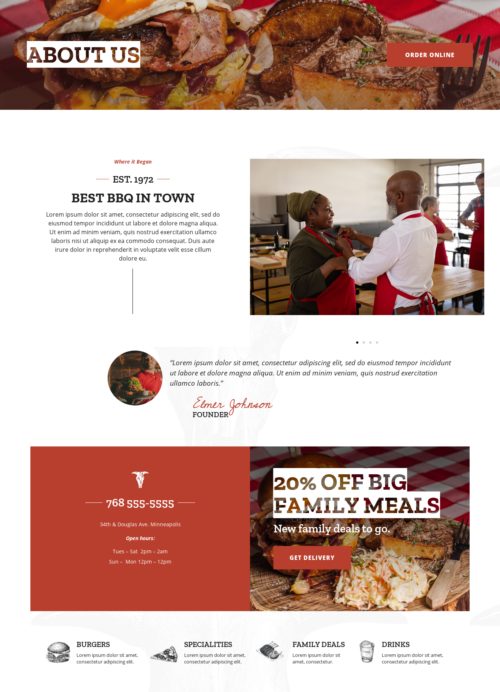 ABOUT US
ORDER ONLINE
Where it Began
EST. 1972
BEST BBQ IN TOWN
Lorem ipsum dolor sit amet, consectetur adipiscing elit, sed do
eiusmod tempor incididunt ut labore et dolore magna aliqua.
Ut enim ad minim veniam, quis nostrud exercitation ullamco
laboris nisi ut aliquip ex ea commodo consequat. Duis aute
irure dolor in reprehenderit in voluptate velit esse cillum
dolore eu.
"Lorem ipsum dolor sit amet, consectetur adipiscing elit, sed do eiusmod tempor incididunt
ut labore et dolore magna aliqua. Ut enim ad minim veniam, quis nostrud exercitation
ullamco laboris."
Elmer Johnson
FOUNDER
768 555-5555
34th & Douglas Ave. Minneapolis
Open hours:
Tues – Sat 2pm – 2am
Sun – Mon 12pm – 12pm
20% OFF BIG
FAMILY MEALS
New family deals to go.
GET DELIVERY
BURGERS
Lorem ipsum dolor sit amet,
consectetur adipiscing elit.
SPECIALITIES
Lorem ipsum dolor sit amet,
consectetur adipiscing elit.
FAMILY DEALS
Lorem ipsum dolor sit
amet, consectetur.
DRINKS
Lorem ipsum dolor sit amet,
consectetur adipiscing elit.